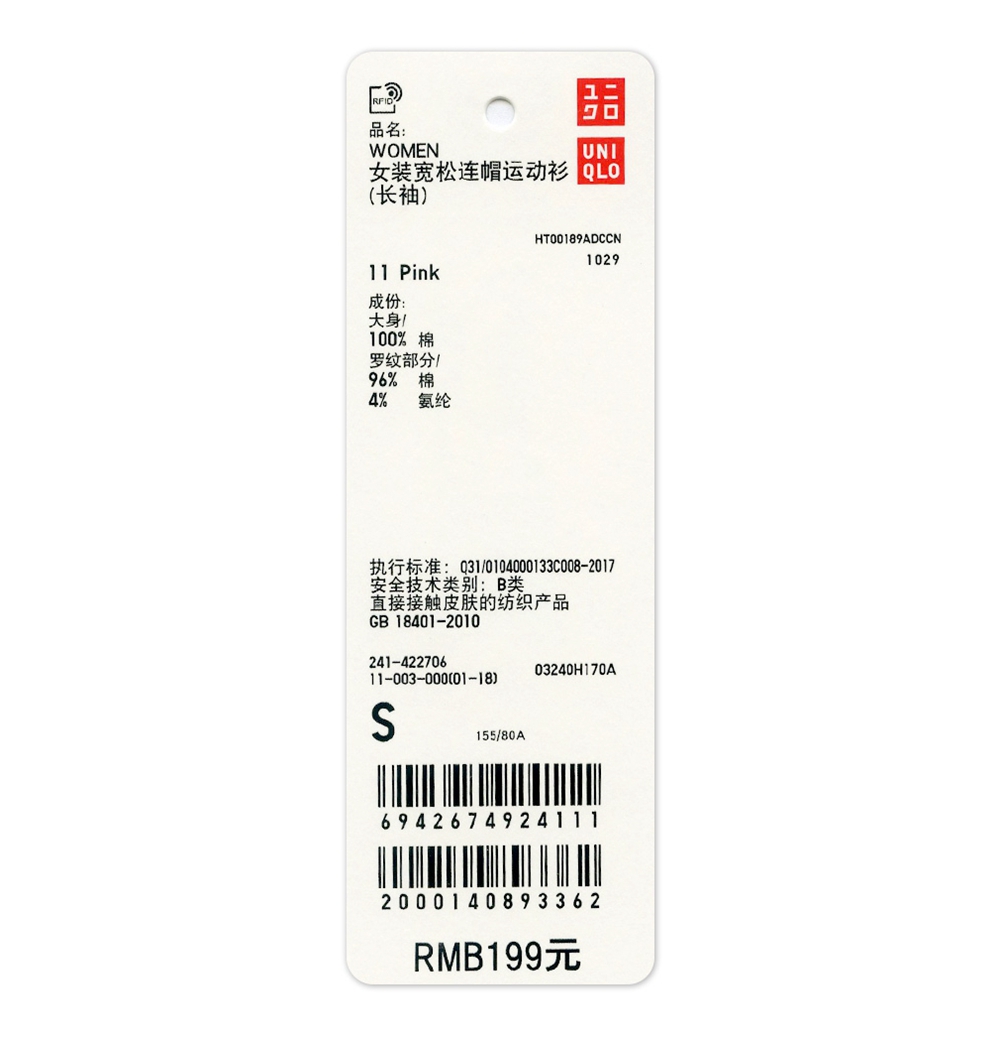 RFID
ユニ
クロ
品名:
WOMEN
UNI
QLO
女装宽松连帽运动衫
(长袖)
HT00189ADCCN
1029
11 Pink
成份:
大身/
100% 棉
罗纹部分/
96% 棉
4% 氨纶
执行标准: Q31/0104000133C008-2017
安全技术类别: B类
直接接触皮肤的纺织产品
GB 18401-2010
241-422706
11-003-000(01-18)
03240H170A
S
155/80A
6942674924111
2000140893362
RMB199元